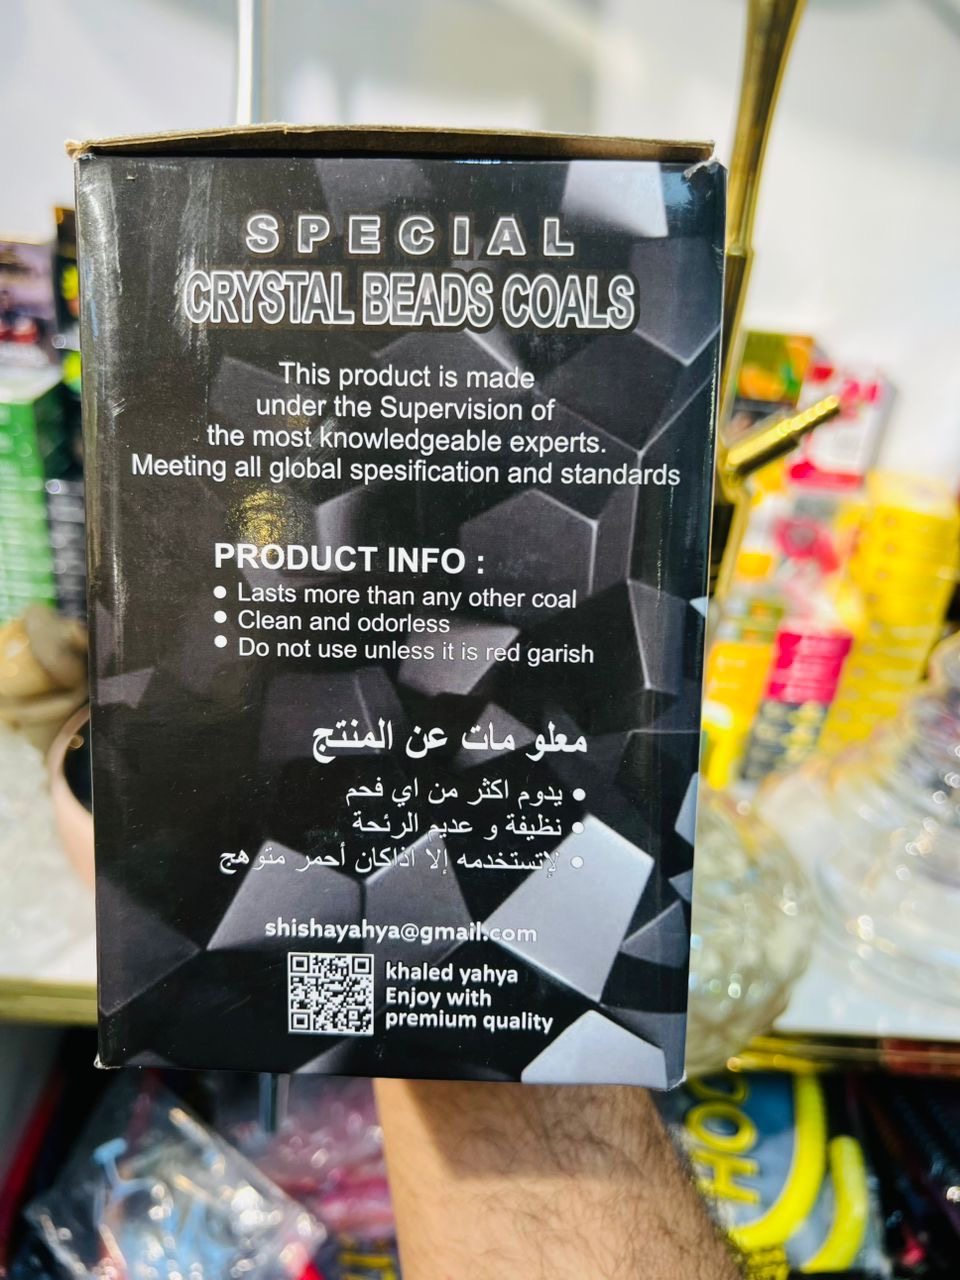 SPECIAL
CRYSTAL BEADS COALS
This product is made
under the Supervision of
the most knowledgeable experts.
Meeting all global spesification and standards
PRODUCT INFO :
● Lasts more than any other coal
● Clean and odorless
● Do not use unless it is red garish
معلو مات عن المنتج
● يدوم اكثر من اي فحم
● نظيفة و عديم الرئحة
● لإتستخدمه إلا اذاكان أحمر متوهج
shishayahya@gmail.com
khaled yahya
Enjoy with
premium quality